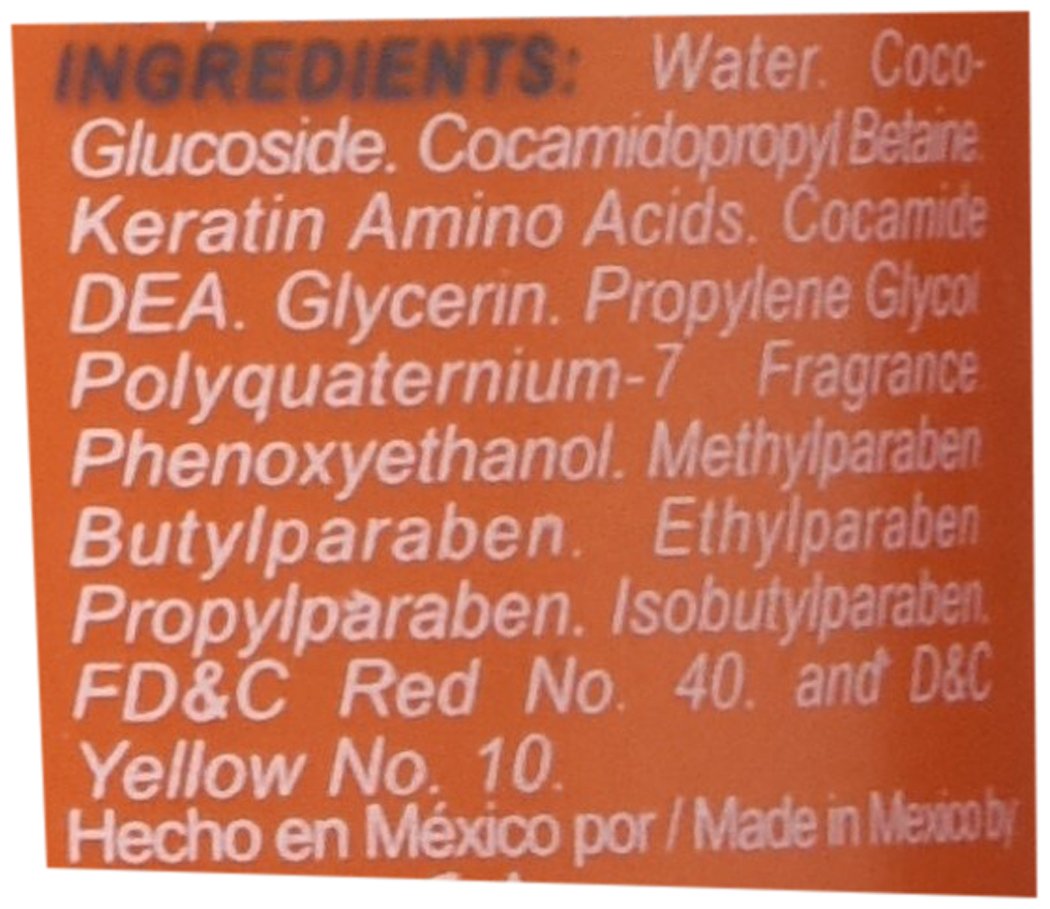 INGREDIENTS: Water. Coco-
Glucoside. Cocamidopropyl Betaine.
Keratin Amino Acids. Cocamide
DEA. Glycerin. Propylene Glycol
Polyquaternium-7 Fragrance
Phenoxyethanol. Methylparaben
Butylparaben. Ethylparaben
Propylparaben. Isobutylparaben.
FD&C Red No. 40. and D&C
Yellow No. 10.
Hecho en México por / Made in Mexico by